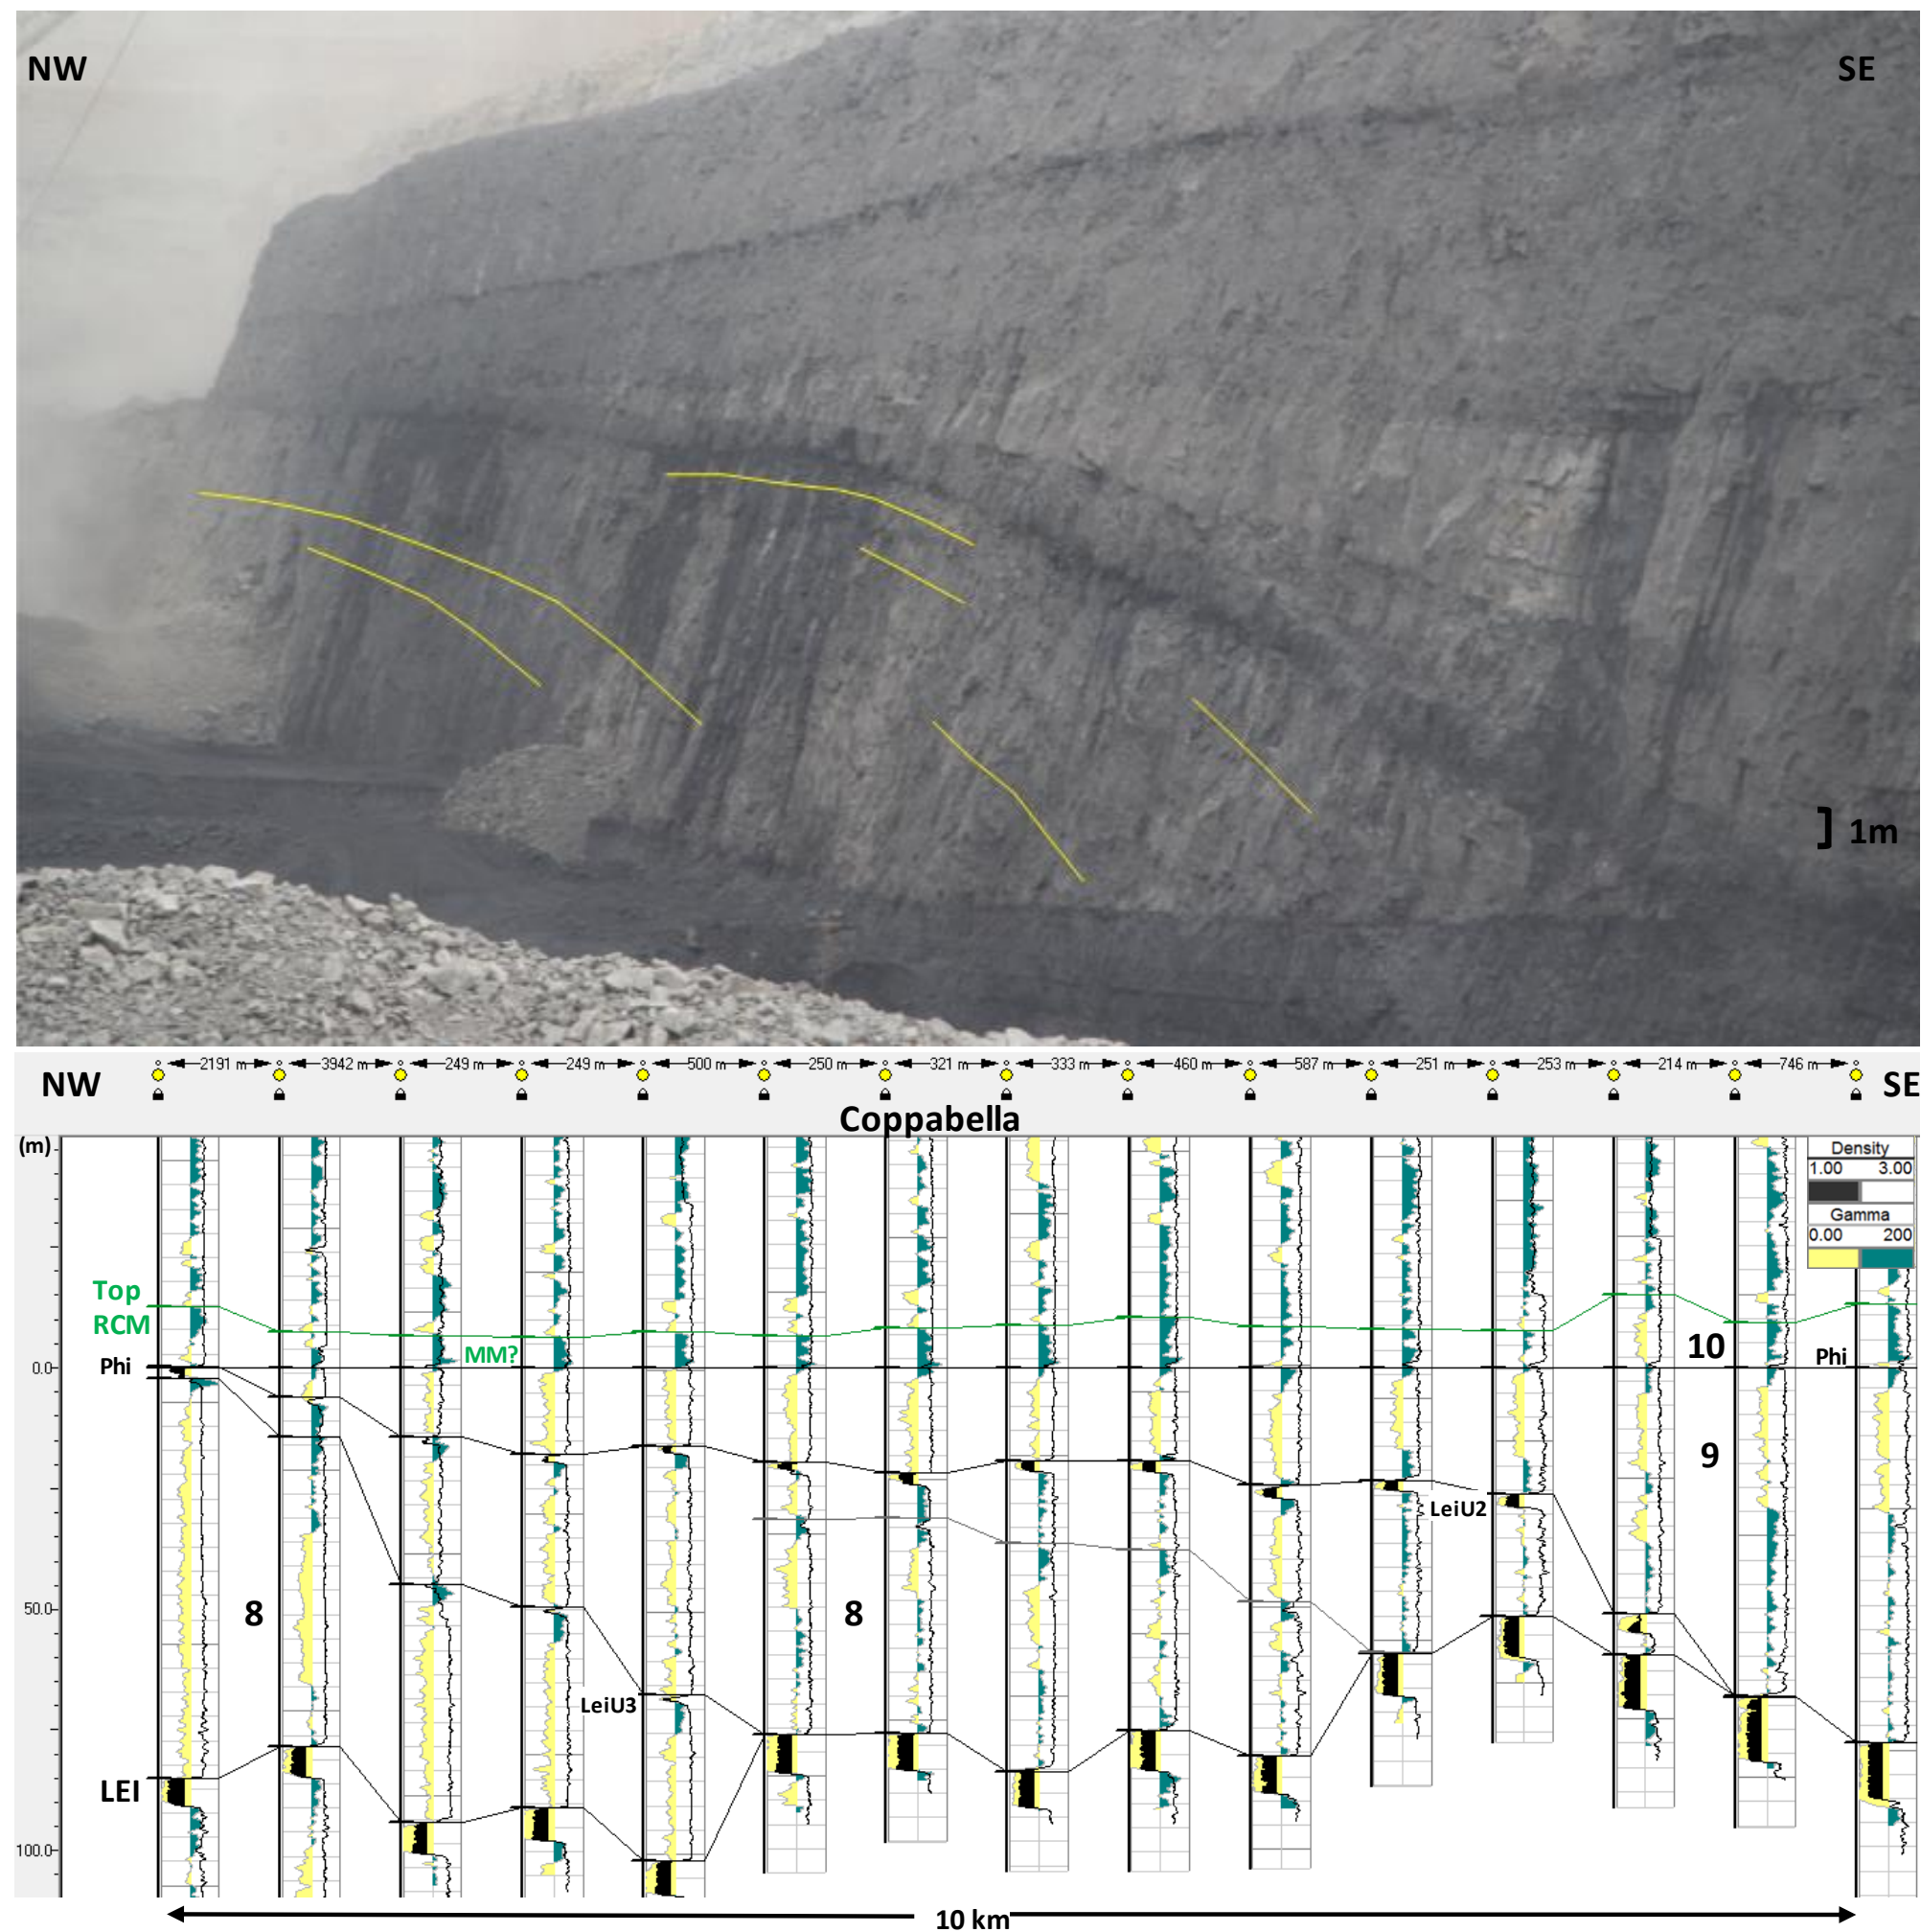 NW
SE
1m
2191 m
3942 m
249 m
249 m
500 m
250 m
321 m
333 m
460 m
587 m
251 m
253 m
214 m
746 m
NW
SE
Coppabella
(m)
Density
1.00 3.00
Gamma
0.00 200
Top
RCM
MM?
10
Phi
Phi
0.0
9
LeiU2
50.0
8
8
LeiU3
LEI
100.0
10 km